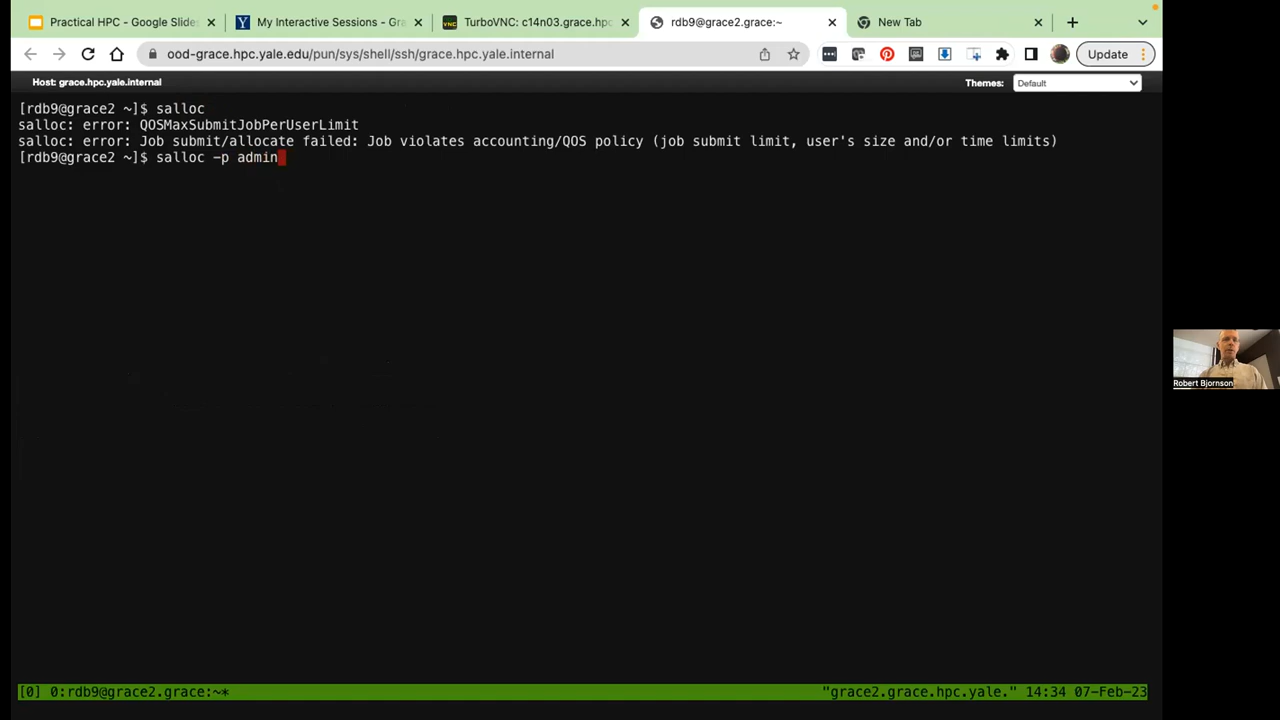 Practical HPC - Google Slides
My Interactive Sessions - Gra
TurboVNC: c14n03.grace.hpc
rdb9@grace2.grace:~
New Tab
ood-grace.hpc.yale.edu/pun/sys/shell/ssh/grace.hpc.yale.internal
Update
Host: grace.hpc.yale.internal
Themes:
Default
[rdb9@grace2 ~]$ salloc
salloc: error: QOSMaxSubmitJobPerUserLimit
salloc: error: Job submit/allocate failed: Job violates accounting/QOS policy (job submit limit, user's size and/or time limits)
[rdb9@grace2 ~]$ salloc -p admin
Robert Bjornson
[0] 0:rdb9@grace2.grace:~*
"grace2.grace.hpc.yale." 14:34 07-Feb-23